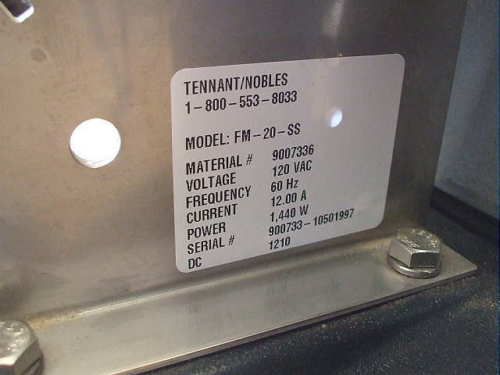 TENNANT/NOBLES
1-800-553-8033
MODEL: FM-20-SS
MATERIAL # 9007336
VOLTAGE 120 VAC
FREQUENCY 60 Hz
CURRENT 12.00 A
POWER 1,440 W
SERIAL # 900733-10501997
DC 1210